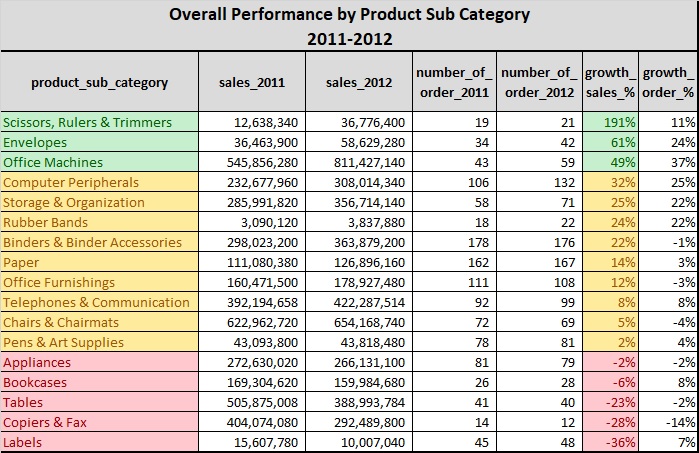 Overall Performance by Product Sub Category
2011-2012
product_sub_category sales_2011 sales_2012 number_of_order_2011 number_of_order_2012 growth_sales_% growth_order_%
Scissors, Rulers & Trimmers 12,638,340 36,776,400 19 21 191% 11%
Envelopes 36,463,900 58,629,280 34 42 61% 24%
Office Machines 545,856,280 811,427,140 43 59 49% 37%
Computer Peripherals 232,677,960 308,014,340 106 132 32% 25%
Storage & Organization 285,991,820 356,714,140 58 71 25% 22%
Rubber Bands 3,090,120 3,837,880 18 22 24% 22%
Binders & Binder Accessories 298,023,200 363,879,200 178 176 22% -1%
Paper 111,080,380 126,896,160 162 167 14% 3%
Office Furnishings 160,471,500 178,927,480 111 108 12% -3%
Telephones & Communication 392,194,658 422,287,514 92 99 8% 8%
Chairs & Chairmats 622,962,720 654,168,740 72 69 5% -4%
Pens & Art Supplies 43,093,800 43,818,480 78 81 2% 4%
Appliances 272,630,020 266,131,100 81 79 -2% -2%
Bookcases 169,304,620 159,984,680 26 28 -6% 8%
Tables 505,875,008 388,993,784 41 40 -23% -2%
Copiers & Fax 404,074,080 292,489,800 14 12 -28% -14%
Labels 15,607,780 10,007,040 45 48 -36% 7%